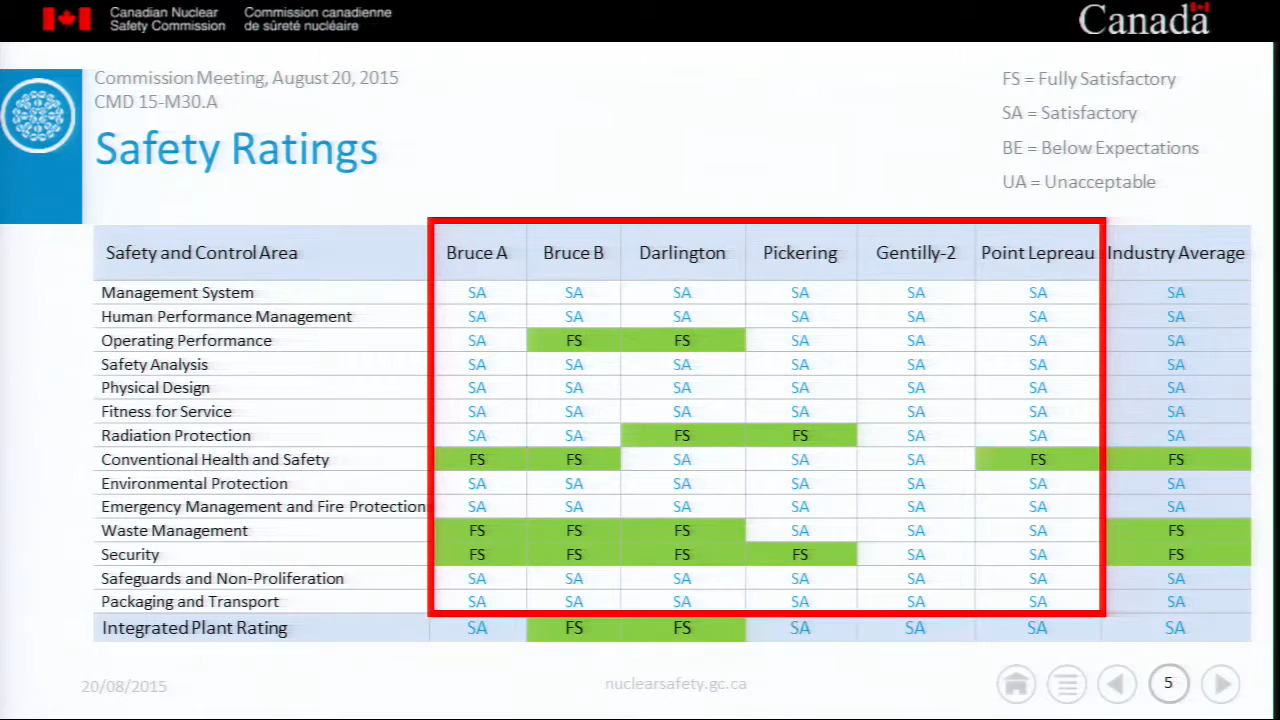 Canadian Nuclear Safety Commission
Commission canadienne de sûreté nucléaire
Canada
Commission Meeting, August 20, 2015
CMD 15-M30.A
Safety Ratings
FS = Fully Satisfactory
SA = Satisfactory
BE = Below Expectations
UA = Unacceptable
Safety and Control Area Bruce A Bruce B Darlington Pickering Gentilly-2 Point Lepreau Industry Average
Management System SA SA SA SA SA SA SA
Human Performance Management SA SA SA SA SA SA SA
Operating Performance SA FS FS SA SA SA SA
Safety Analysis SA SA SA SA SA SA SA
Physical Design SA SA SA SA SA SA SA
Fitness for Service SA SA SA SA SA SA SA
Radiation Protection SA SA FS FS SA SA SA
Conventional Health and Safety FS FS SA SA SA FS FS
Environmental Protection SA SA SA SA SA SA SA
Emergency Management and Fire Protection SA SA SA SA SA SA SA
Waste Management FS FS FS SA SA SA FS
Security FS FS FS FS SA SA FS
Safeguards and Non-Proliferation SA SA SA SA SA SA SA
Packaging and Transport SA SA SA SA SA SA SA
Integrated Plant Rating SA FS FS SA SA SA SA
20/08/2015 nuclearsafety.gc.ca 5